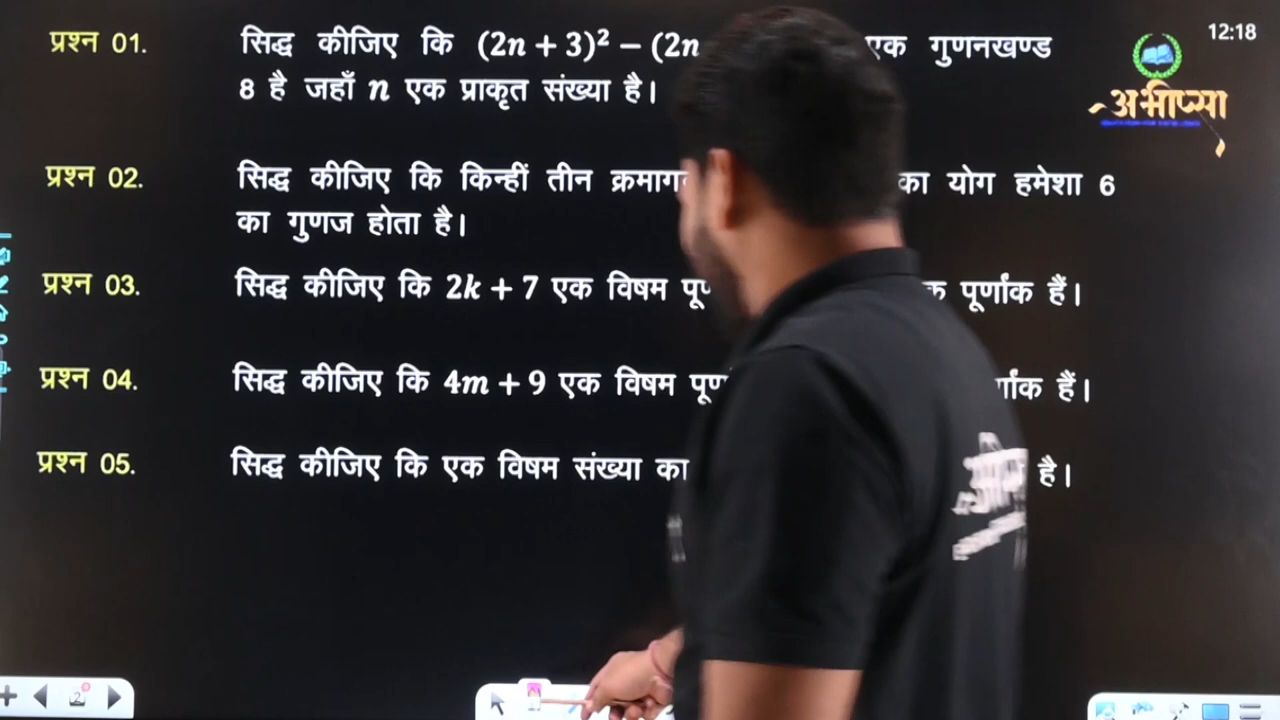 12:18
प्रश्न 01. सिद्ध कीजिए कि (2n + 3)² − (2n एक गुणनखण्ड
8 है जहाँ n एक प्राकृत संख्या है।
अभीप्सा
प्रश्न 02. सिद्ध कीजिए कि किन्हीं तीन का योग हमेशा 6
का गुणज होता है।
प्रश्न 03. सिद्ध कीजिए कि 2k + 7 एक विषम पूर्णांक हैं।
प्रश्न 04. सिद्ध कीजिए कि 4m + 9 एक विषम हैं।
प्रश्न 05. सिद्ध कीजिए कि एक विषम संख्या का है।
2